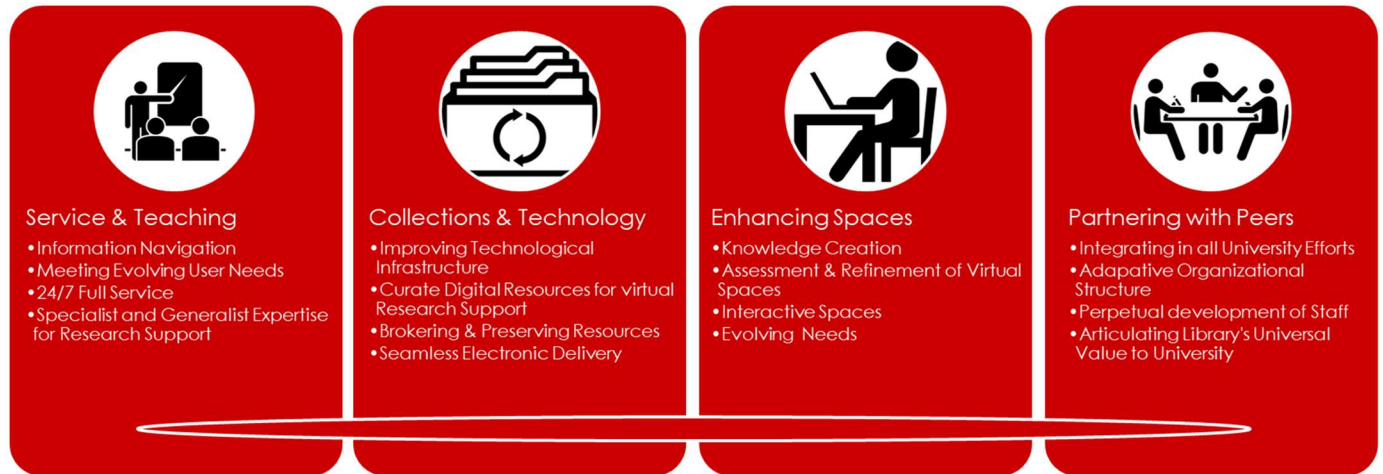 Service & Teaching
•Information Navigation
•Meeting Evolving User Needs
•24/7 Full Service
•Specialist and Generalist Expertise
for Research Support
Collections & Technology
•Improving Technological
Infrastructure
•Curate Digital Resources for virtual
Research Support
•Brokering & Preserving Resources
•Seamless Electronic Delivery
Enhancing Spaces
•Knowledge Creation
•Assessment & Refinement of Virtual
Spaces
•Interactive Spaces
•Evolving Needs
Partnering with Peers
•Integrating in all University Efforts
•Adapative Organizational
Structure
•Perpetual development of Staff
•Articulating Library's Universal
Value to University